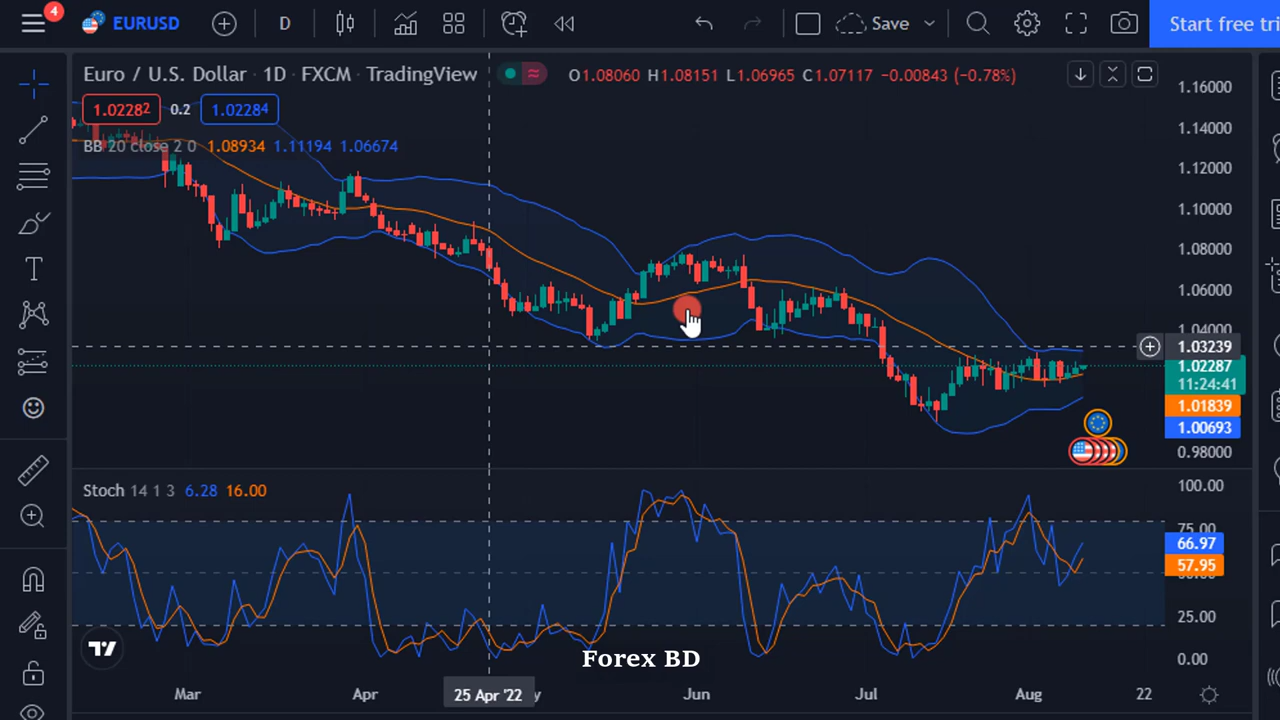 4
EURUSD
D
Save
Start free tri
Euro / U.S. Dollar · 1D · FXCM · TradingView
O1.08060 H1.08151 L1.06965 C1.07117 −0.00843 (−0.78%)
1.02282 0.2 1.02284
BB 20 close 2 0 1.08934 1.11194 1.06674
1.16000
1.14000
1.12000
1.10000
1.08000
1.06000
1.04000
1.03239
1.02287
11:24:41
1.01839
1.00693
0.98000
Stoch 14 1 3 6.28 16.00
100.00
75.00
66.97
57.95
25.00
0.00
Forex BD
Mar Apr 25 Apr '22 Jun Jul Aug 22